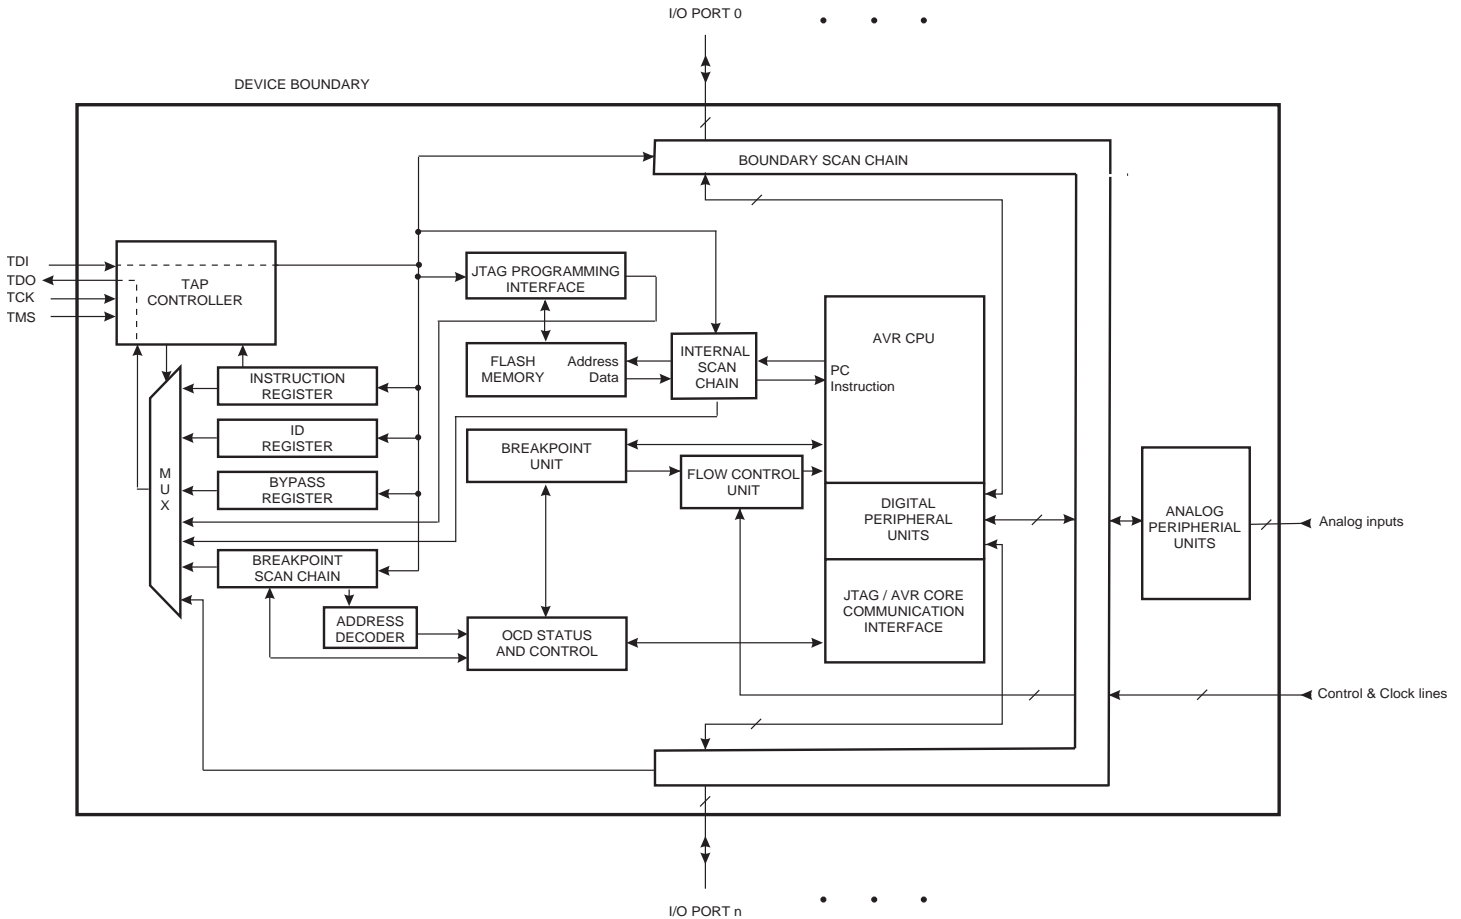 I/O PORT 0
DEVICE BOUNDARY
BOUNDARY SCAN CHAIN
TDI
TDO
TCK
TMS
TAP
CONTROLLER
JTAG PROGRAMMING
INTERFACE
FLASH
MEMORY
Address
Data
INTERNAL
SCAN
CHAIN
AVR CPU
PC
Instruction
INSTRUCTION
REGISTER
ID
REGISTER
BYPASS
REGISTER
M
U
X
BREAKPOINT
UNIT
FLOW CONTROL
UNIT
DIGITAL
PERIPHERAL
UNITS
ANALOG
PERIPHERIAL
UNITS
Analog inputs
BREAKPOINT
SCAN CHAIN
ADDRESS
DECODER
OCD STATUS
AND CONTROL
JTAG / AVR CORE
COMMUNICATION
INTERFACE
Control & Clock lines
I/O PORT n